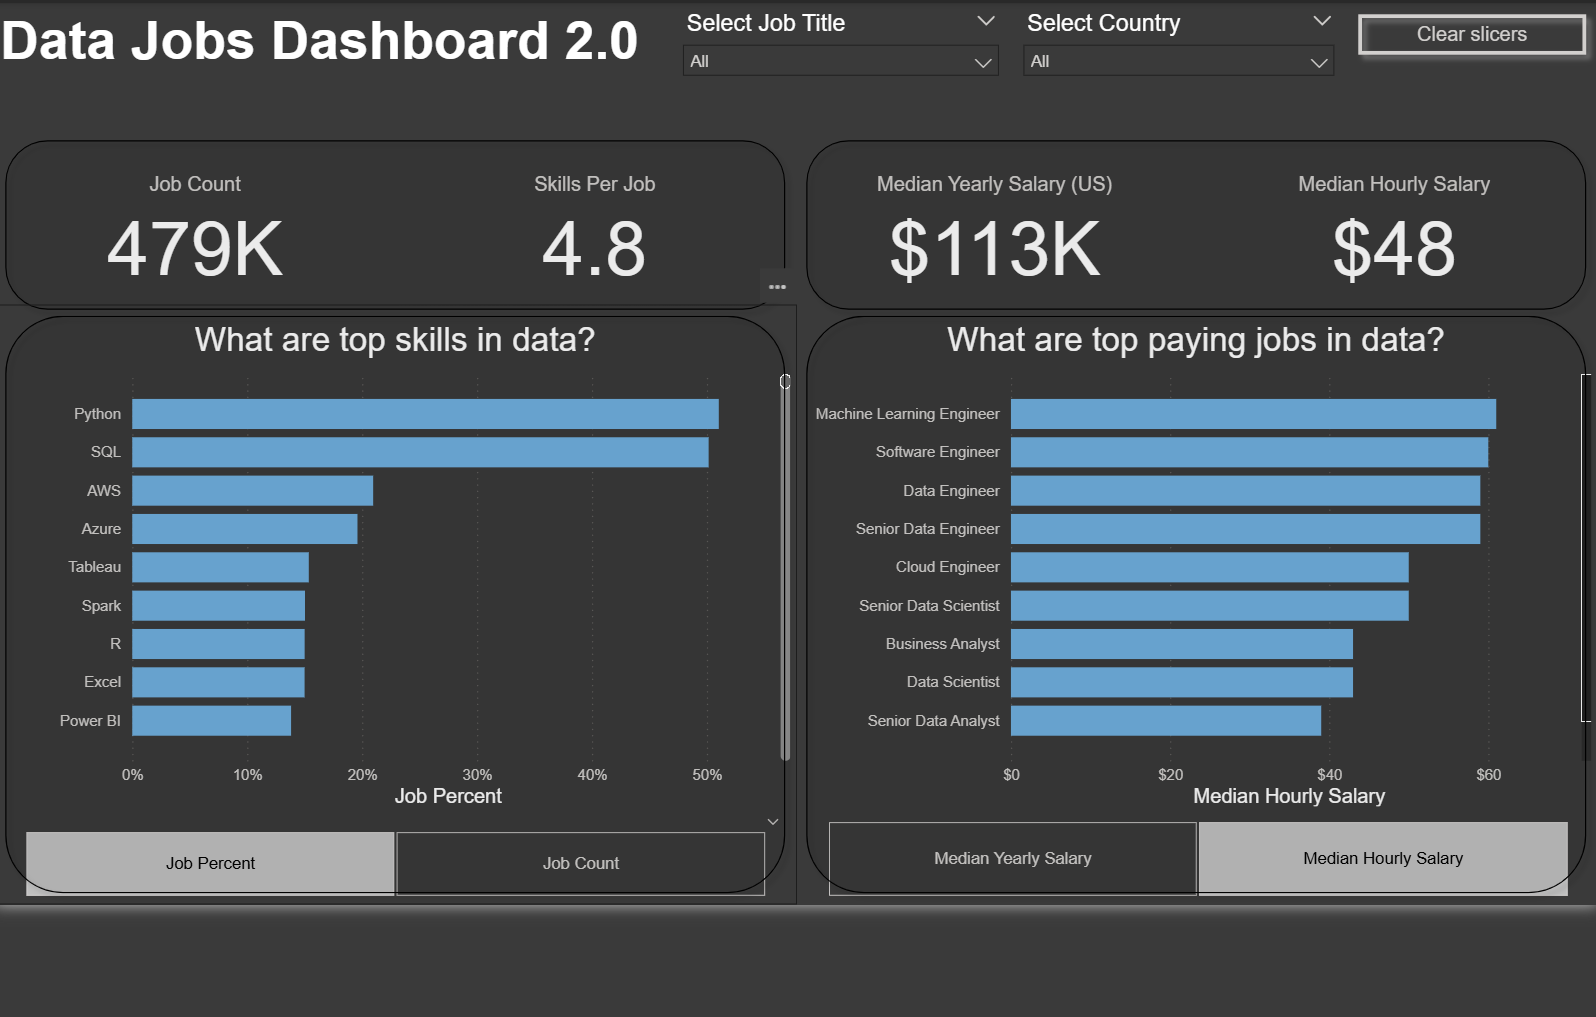 Data Jobs Dashboard 2.0
Select Job Title
All
Select Country
All
Clear slicers
Job Count
479K
Skills Per Job
4.8
Median Yearly Salary (US)
$113K
Median Hourly Salary
$48
What are top skills in data?
Python
SQL
AWS
Azure
Tableau
Spark
R
Excel
Power BI
0% 10% 20% 30% 40% 50%
Job Percent
Job Percent
Job Count
What are top paying jobs in data?
Machine Learning Engineer
Software Engineer
Data Engineer
Senior Data Engineer
Cloud Engineer
Senior Data Scientist
Business Analyst
Data Scientist
Senior Data Analyst
$0 $20 $40 $60
Median Hourly Salary
Median Yearly Salary
Median Hourly Salary